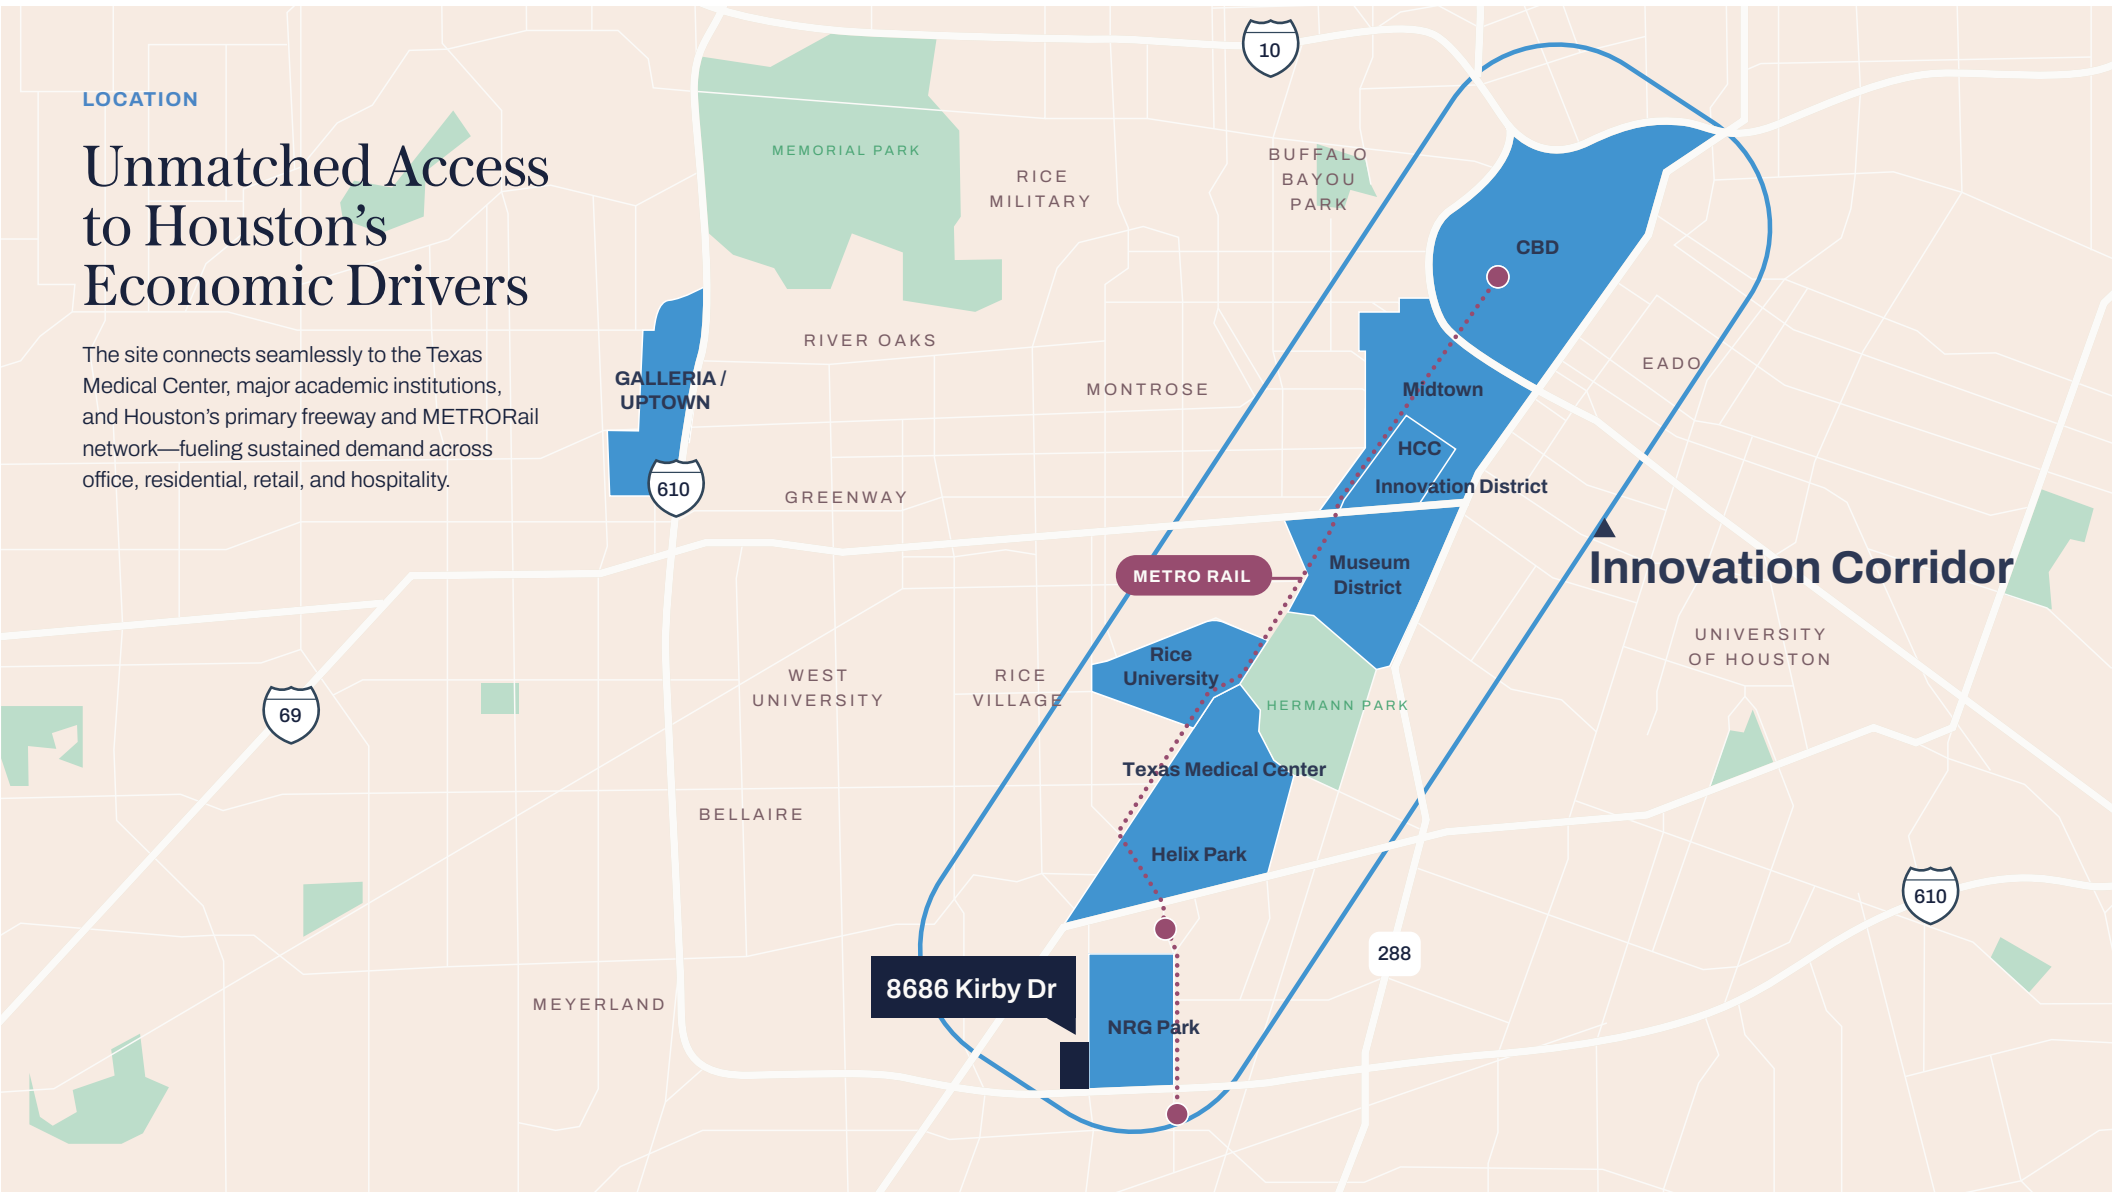 LOCATION
Unmatched Access
to Houston’s
Economic Drivers
The site connects seamlessly to the Texas
Medical Center, major academic institutions,
and Houston’s primary freeway and METRORail
network—fueling sustained demand across
office, residential, retail, and hospitality.
10
MEMORIAL PARK
RICE
MILITARY
BUFFALO
BAYOU
PARK
CBD
RIVER OAKS
EADO
GALLERIA /
UPTOWN
MONTROSE
Midtown
HCC
610
GREENWAY
Innovation District
METRO RAIL
Museum
District
Innovation Corridor
UNIVERSITY
OF HOUSTON
Rice
University
WEST
UNIVERSITY
RICE
VILLAGE
HERMANN PARK
69
Texas Medical Center
BELLAIRE
Helix Park
610
288
8686 Kirby Dr
MEYERLAND
NRG Park